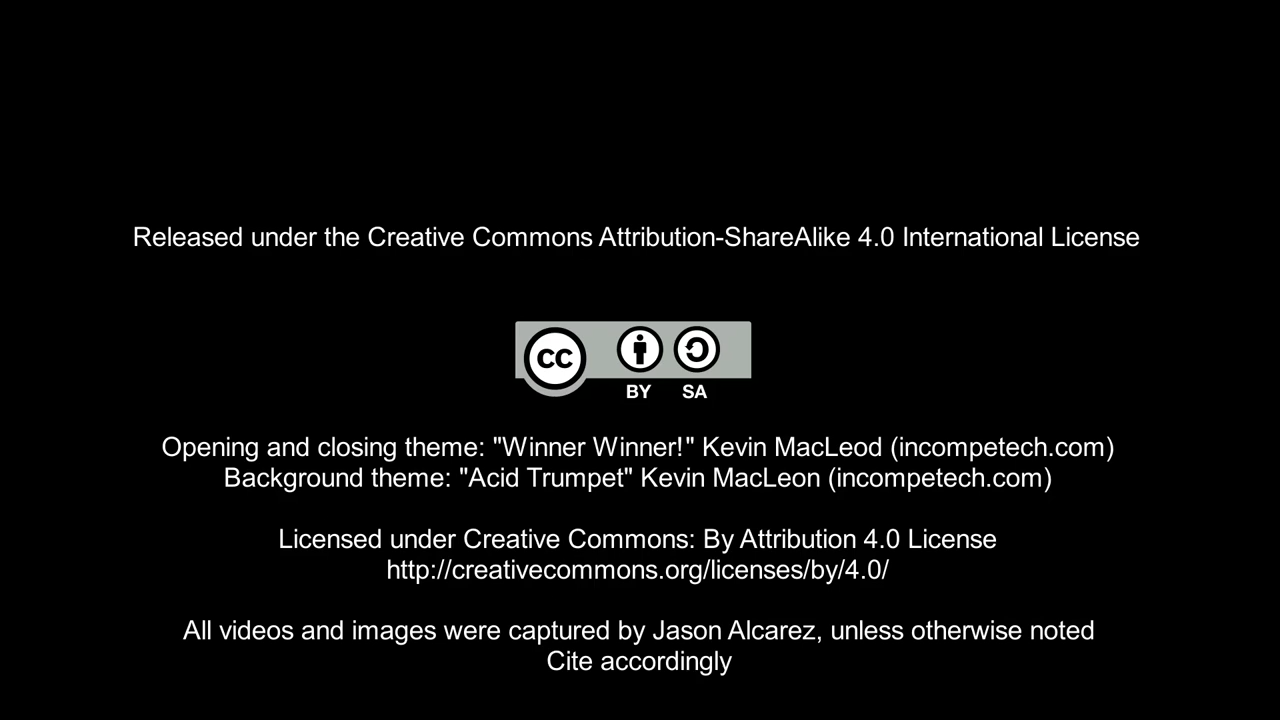 Released under the Creative Commons Attribution-ShareAlike 4.0 International License
CC
BY SA
Opening and closing theme: "Winner Winner!" Kevin MacLeod (incompetech.com)
Background theme: "Acid Trumpet" Kevin MacLeon (incompetech.com)
Licensed under Creative Commons: By Attribution 4.0 License
http://creativecommons.org/licenses/by/4.0/
All videos and images were captured by Jason Alcarez, unless otherwise noted
Cite accordingly